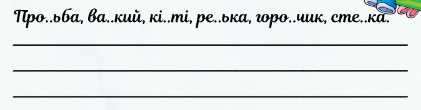 Про..ьба, ва..кий, кі..ті, ре..ька, горо..чик, сте..ка.